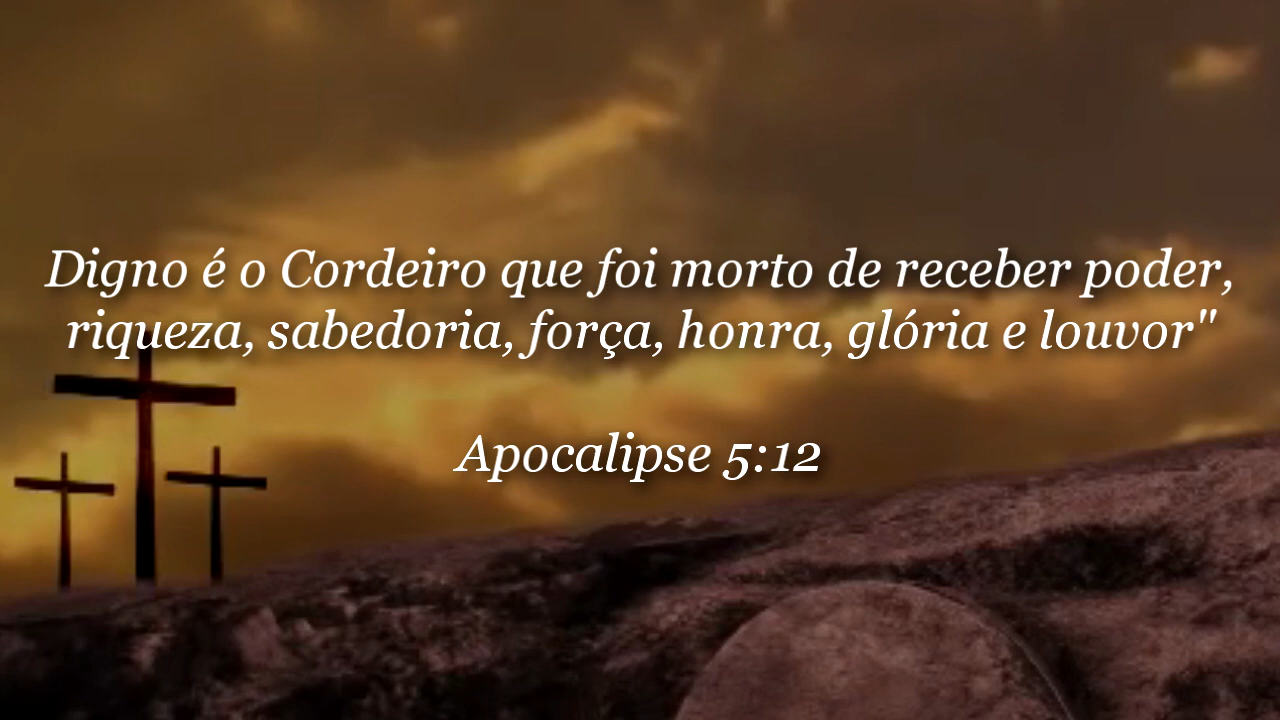 Digno é o Cordeiro que foi morto de receber poder,
riqueza, sabedoria, força, honra, glória e louvor"
Apocalipse 5:12